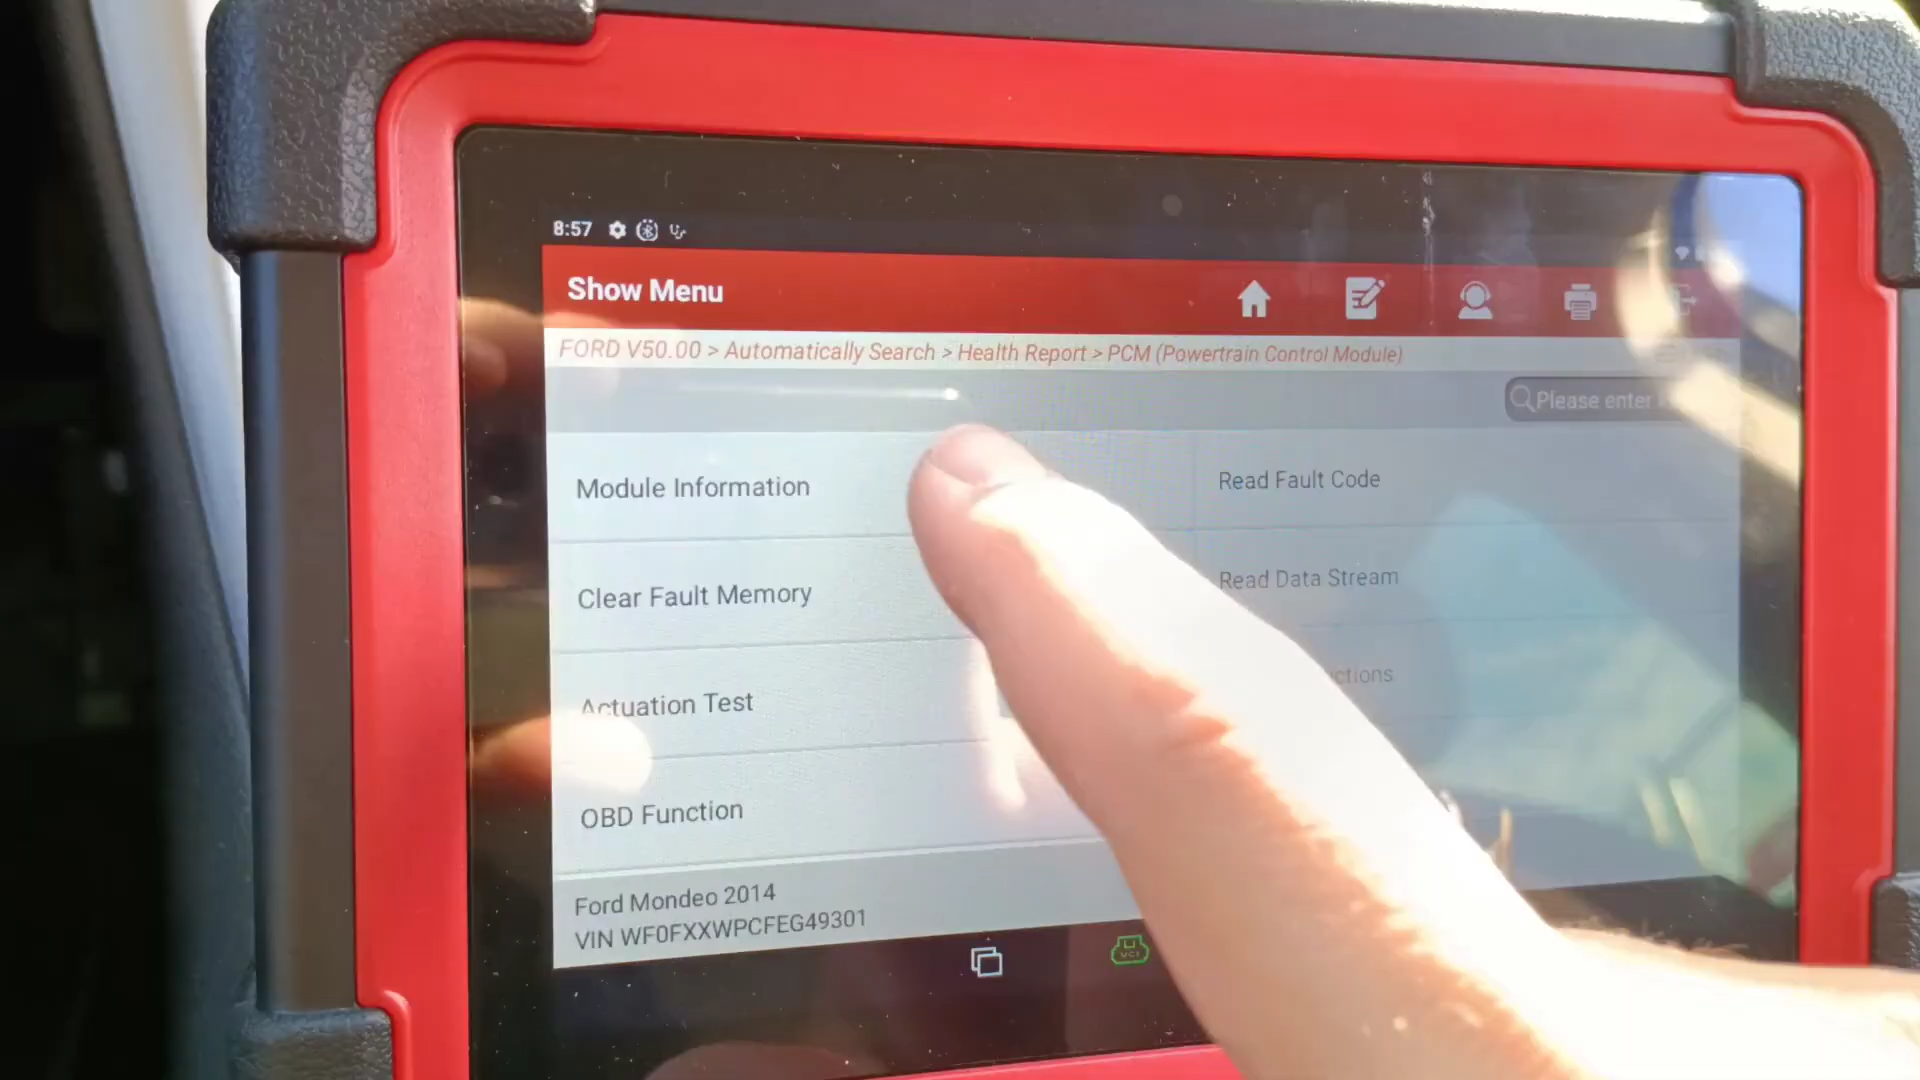 8:57
Show Menu
FORD V50.00 > Automatically Search > Health Report > PCM (Powertrain Control Module)
Please enter
Module Information
Read Fault Code
Clear Fault Memory
Read Data Stream
Actuation Test
OBD Function
Ford Mondeo 2014
VIN WF0FXXWPCFEG49301
VCI